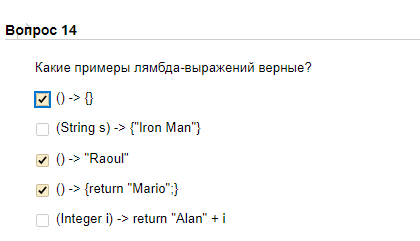 Вопрос 14
Какие примеры лямбда-выражений верные?
() -> {}
(String s) -> {"Iron Man"}
() -> "Raoul"
() -> {return "Mario";}
(Integer i) -> return "Alan" + i